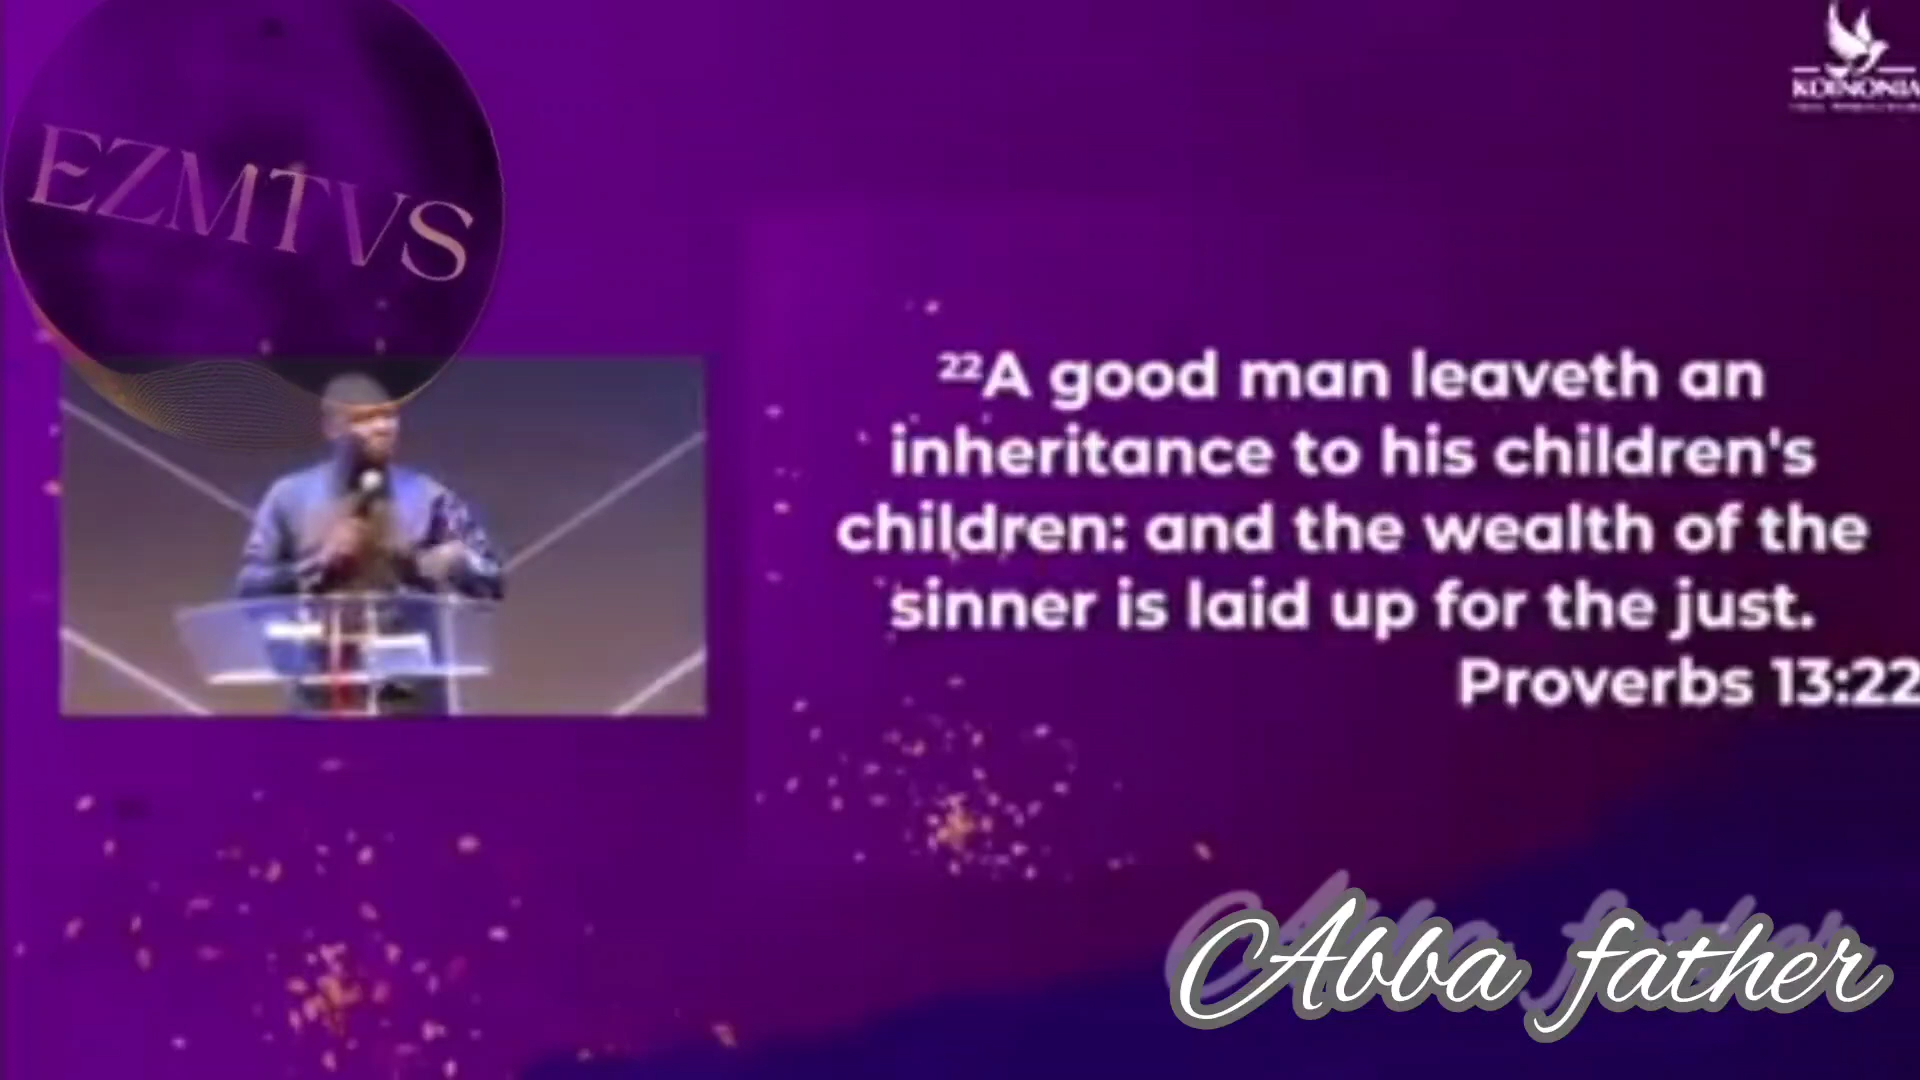 EZMTVS
KOINONIA
²²A good man leaveth an
inheritance to his children's
children: and the wealth of the
sinner is laid up for the just.
Proverbs 13:22
Abba father